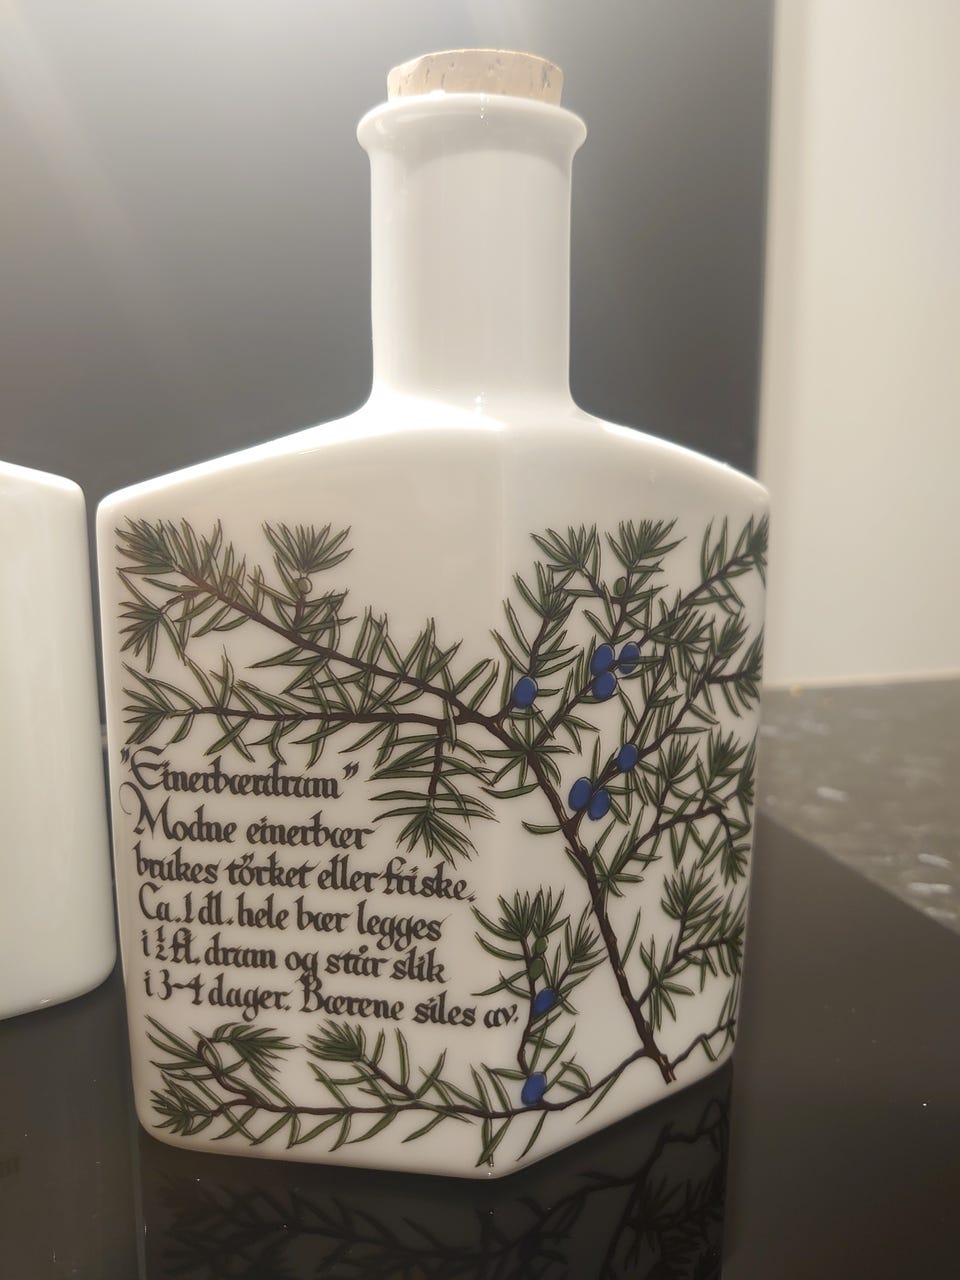 "Einerbærdram"
Modne einerbær
brukes törket eller friske.
Ca. 1 dl. hele bær legges
i ½ fl. dram og står slik
i 3-4 dager. Bærene siles av.